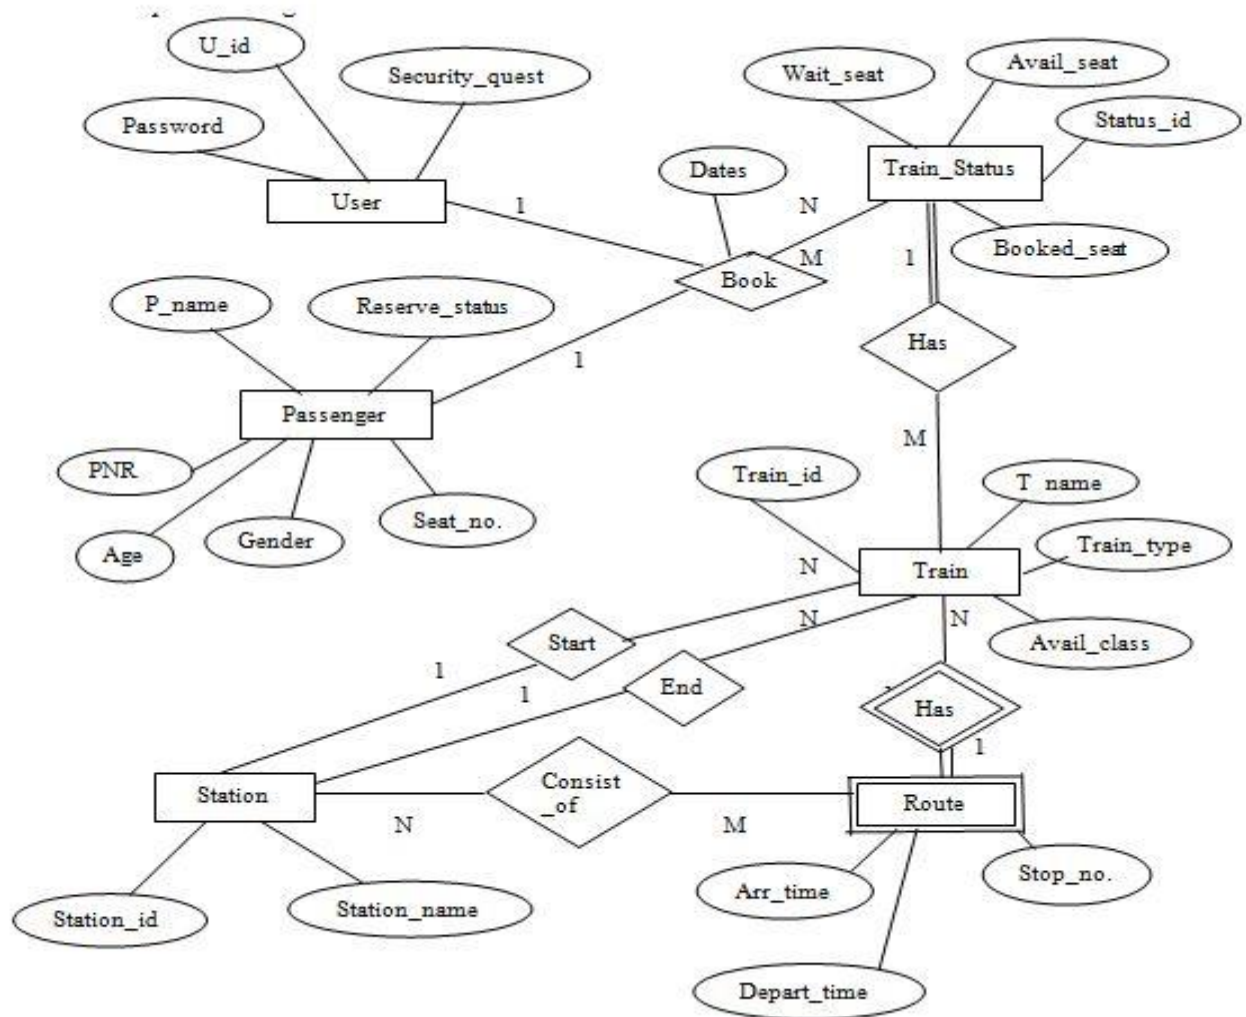 U_id
Security_quest
Password
User
Wait_seat
Avail_seat
Status_id
Train_Status
Booked_seat
Dates
1
N
M
Book
1
1
P_name
Reserve_status
Passenger
PNR
Age
Gender
Seat_no.
Has
M
Train_id
T_name
Train_type
Train
Avail_class
N
N
N
Start
End
1
1
Has
1
Station
Consist
_of
N
M
Route
Station_id
Station_name
Arr_time
Stop_no.
Depart_time